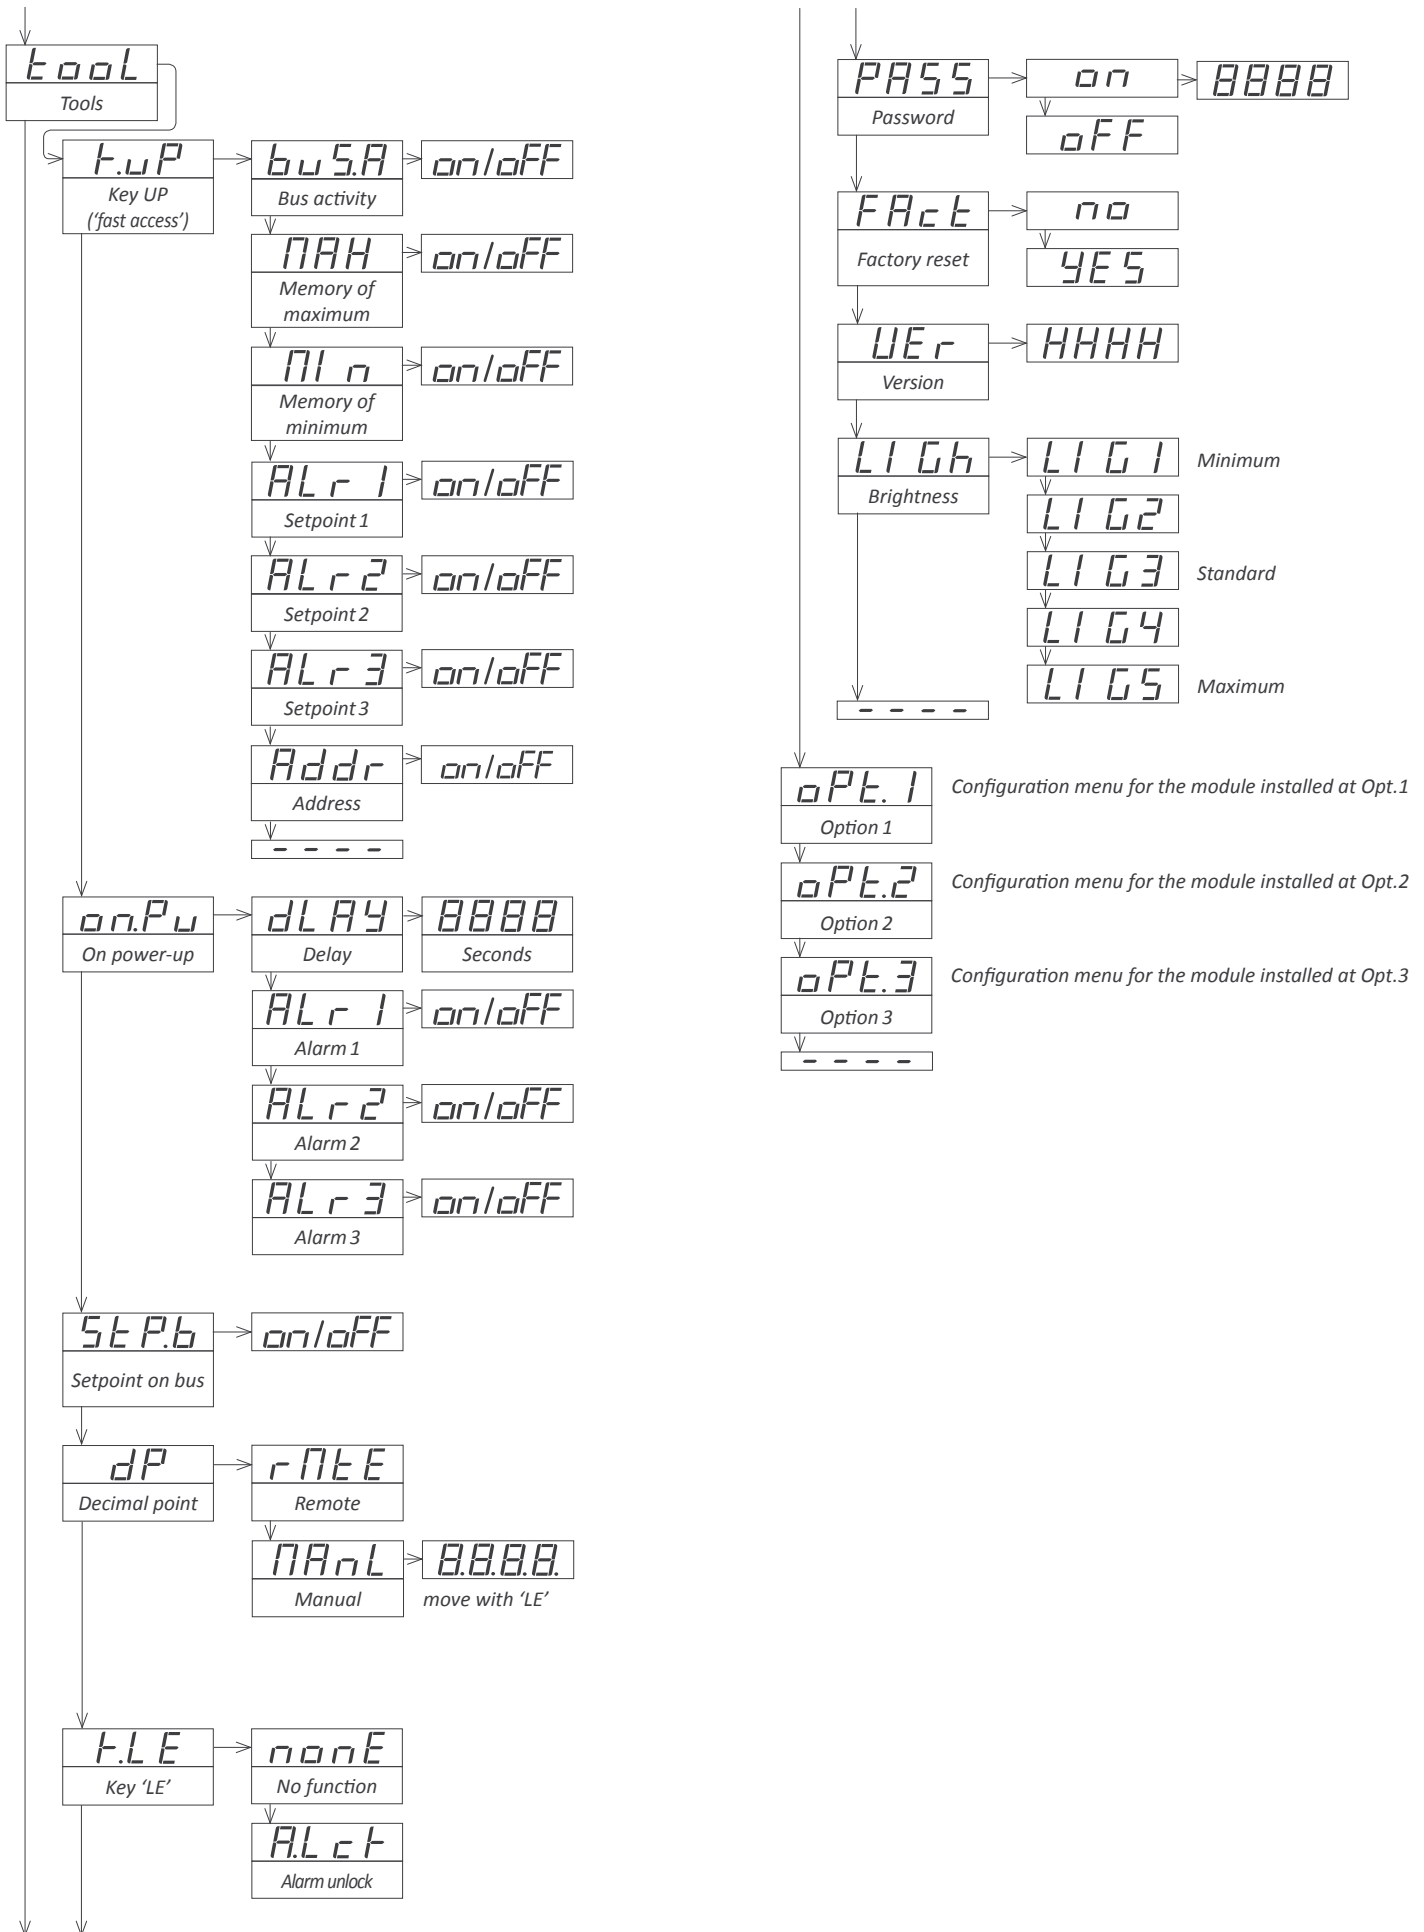 tooL
Tools
k.uP
Key UP
(‘fast access’)
buS.A
Bus activity
on/oFF
MAX
Memory of
maximum
on/oFF
MIn
Memory of
minimum
on/oFF
ALr1
Setpoint 1
on/oFF
ALr2
Setpoint 2
on/oFF
ALr3
Setpoint 3
on/oFF
Addr
Address
on/oFF
----
on.Pu
On power-up
dLAY
Delay
8888
Seconds
ALr1
Alarm 1
on/oFF
ALr2
Alarm 2
on/oFF
ALr3
Alarm 3
on/oFF
StP.b
Setpoint on bus
on/oFF
dP
Decimal point
rMtE
Remote
MAnL
Manual
8.8.8.8.
move with ‘LE’
k.LE
Key ‘LE’
nonE
No function
A.Lck
Alarm unlock
PASS
Password
on
8888
oFF
FAct
Factory reset
no
YES
VEr
Version
HHHH
LIGh
Brightness
LIG1
Minimum
LIG2
LIG3
Standard
LIG4
LIG5
Maximum
----
oPt.1
Option 1
Configuration menu for the module installed at Opt.1
oPt.2
Option 2
Configuration menu for the module installed at Opt.2
oPt.3
Option 3
Configuration menu for the module installed at Opt.3
----